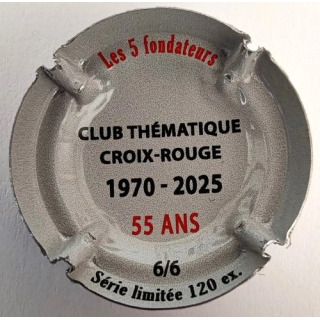 Les 5 fondateurs
CLUB THÉMATIQUE
CROIX-ROUGE
1970 - 2025
55 ANS
6/6
Série limitée 120 ex.